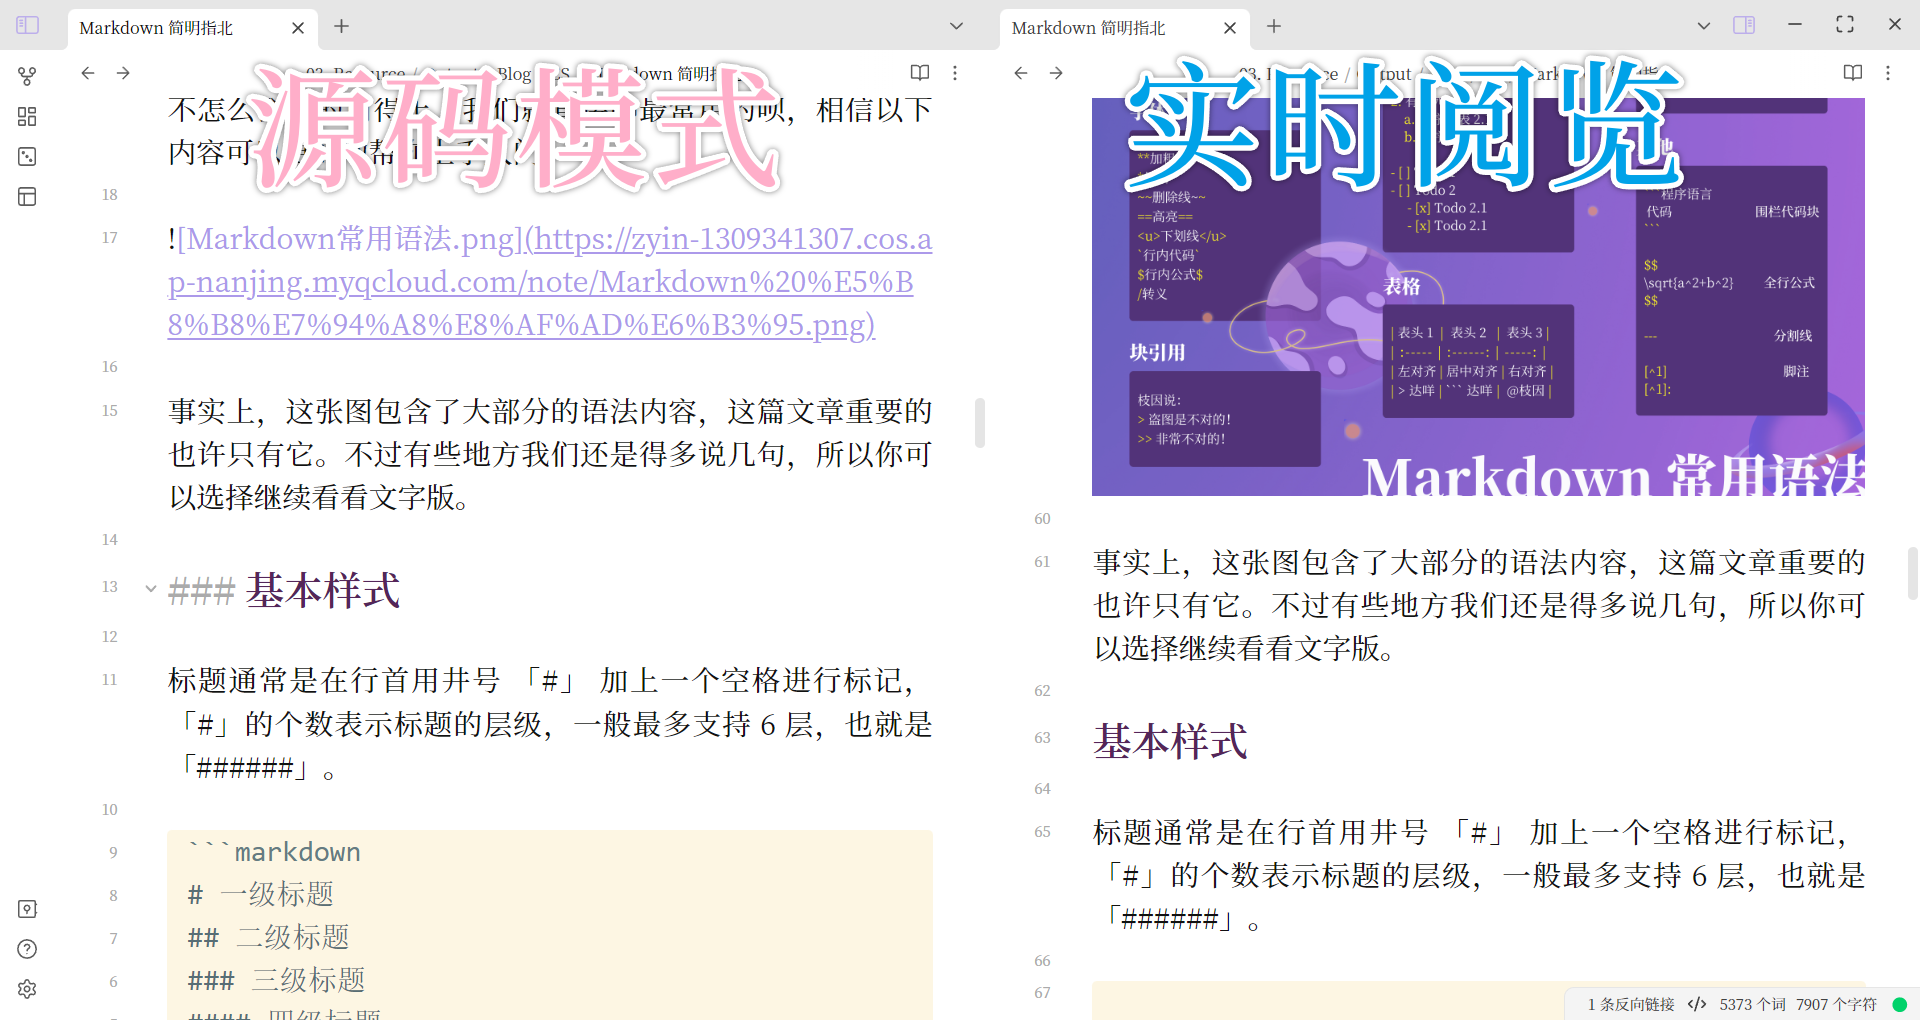 Markdown 简明指北
Markdown 简明指北
源码模式
实时阅览
内容可
相信以下
18
17
![Markdown常用语法.png](https://zyin-1309341307.cos.a
p-nanjing.myqcloud.com/note/Markdown%20%E5%B
8%B8%E7%94%A8%E8%AF%AD%E6%B3%95.png)
16
15
事实上，这张图包含了大部分的语法内容，这篇文章重要的
也许只有它。不过有些地方我们还是得多说几句，所以你可
以选择继续看看文字版。
14
13
### 基本样式
12
11
标题通常是在行首用井号 「#」 加上一个空格进行标记，
「#」的个数表示标题的层级，一般最多支持 6 层，也就是
「######」。
10
9
```markdown
8
# 一级标题
7
## 二级标题
6
### 三级标题
#### 四级标题
~~删除线~~
==高亮==
<u>下划线</u>
`行内代码`
$行内公式$
/转义
块引用
枝因说：
> 盗图是不对的！
>> 非常不对的！
- [ ] Todo 2
- [x] Todo 2.1
- [x] Todo 2.1
表格
| 表头 1 | 表头 2 | 表头 3 |
| :----- | :------: | -----: |
| 左对齐 | 居中对齐 | 右对齐 |
| > 达咩 | ``` 达咩 | @枝因 |
程序语言
代码 围栏代码块
```
$$
\sqrt{a^2+b^2} 全行公式
$$
--- 分割线
[^1] 脚注
[^1]:
Markdown 常用语法
60
61
事实上，这张图包含了大部分的语法内容，这篇文章重要的
也许只有它。不过有些地方我们还是得多说几句，所以你可
以选择继续看看文字版。
62
63
基本样式
64
65
标题通常是在行首用井号 「#」 加上一个空格进行标记，
「#」的个数表示标题的层级，一般最多支持 6 层，也就是
「######」。
66
67
1 条反向链接 </> 5373 个词 7907 个字符